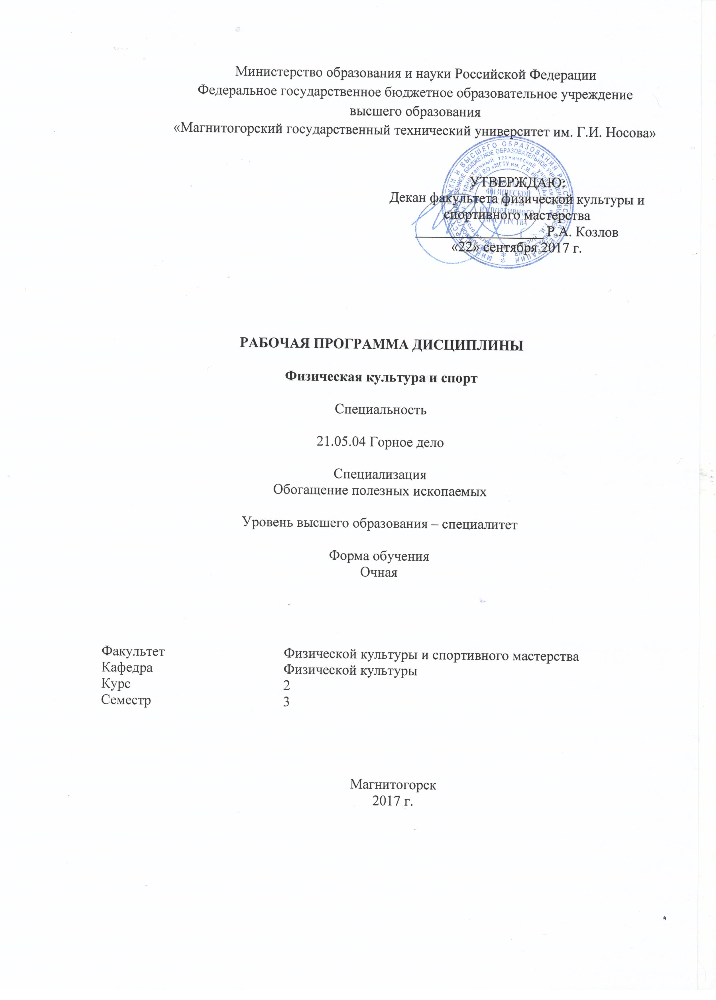 Министерство образования и науки Российской Федерации
Федеральное государственное бюджетное образовательное учреждение
высшего образования
«Магнитогорский государственный технический университет им. Г.И. Носова»
УТВЕРЖДАЮ:
Декан факультета физической культуры и
спортивного мастерства
Р.А. Козлов
«22» сентября 2017 г.
РАБОЧАЯ ПРОГРАММА ДИСЦИПЛИНЫ
Физическая культура и спорт
Специальность
21.05.04 Горное дело
Специализация
Обогащение полезных ископаемых
Уровень высшего образования – специалитет
Форма обучения
Очная
Факультет Физической культуры и спортивного мастерства
Кафедра Физической культуры
Курс 2
Семестр 3
Магнитогорск
2017 г.